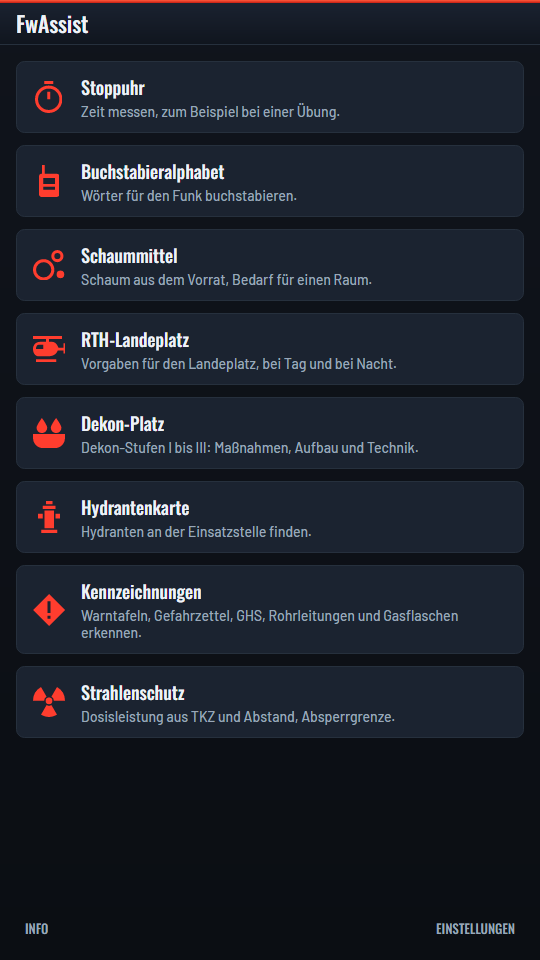 FwAssist
Stoppuhr
Zeit messen, zum Beispiel bei einer Übung.
Buchstabieralphabet
Wörter für den Funk buchstabieren.
Schaummittel
Schaum aus dem Vorrat, Bedarf für einen Raum.
RTH-Landeplatz
Vorgaben für den Landeplatz, bei Tag und bei Nacht.
Dekon-Platz
Dekon-Stufen I bis III: Maßnahmen, Aufbau und Technik.
Hydrantenkarte
Hydranten an der Einsatzstelle finden.
Kennzeichnungen
Warntafeln, Gefahrzettel, GHS, Rohrleitungen und Gasflaschen
erkennen.
Strahlenschutz
Dosisleistung aus TKZ und Abstand, Absperrgrenze.
INFO
EINSTELLUNGEN